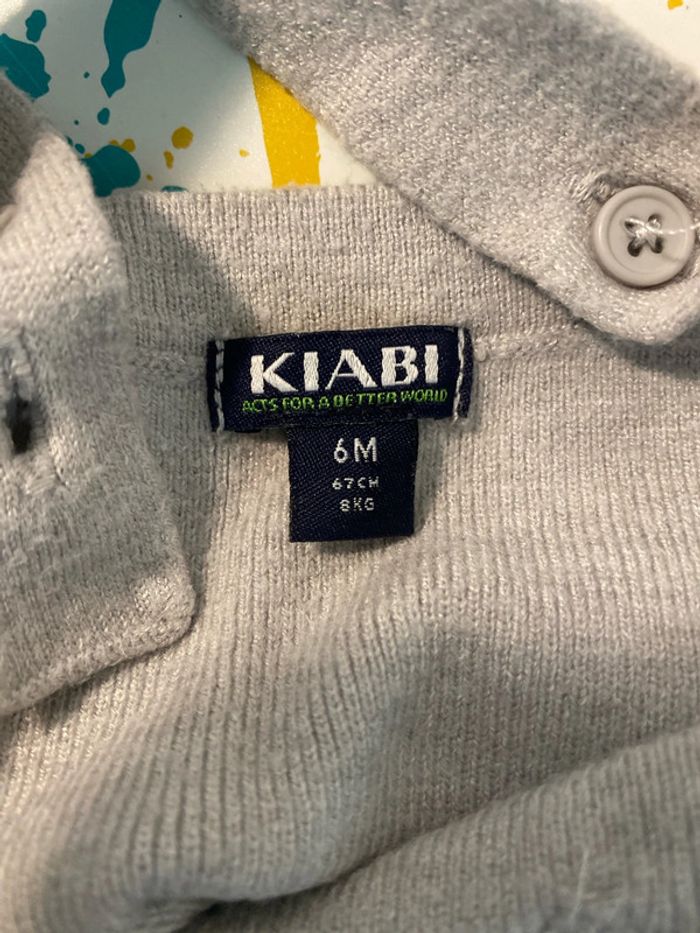 KIABI
ACTS FOR A BETTER WORLD
6M
67CM
8KG